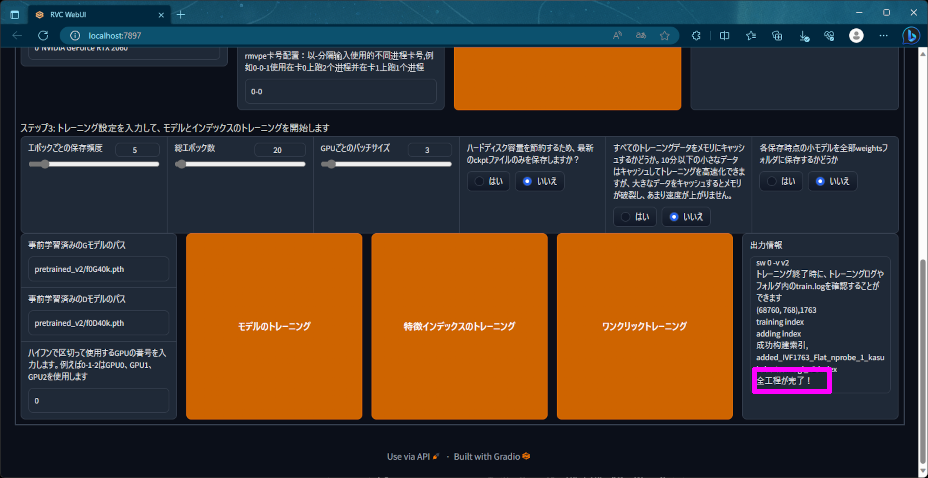 RVC WebUI
localhost:7897
0 NVIDIA GeForce RTX 2060
rmvpe卡号配置：以-分隔输入使用的不同进程卡号,例
如0-0-1使用在卡0上跑2个进程并在卡1上跑1个进程
0-0
ステップ3: トレーニング設定を入力して、モデルとインデックスのトレーニングを開始します
エポックごとの保存頻度
5
総エポック数
20
GPUごとのバッチサイズ
3
ハードディスク容量を節約するため、最新
のckptファイルのみを保存しますか？
はい
いいえ
すべてのトレーニングデータをメモリにキャッシ
ュするかどうか。10分以下の小さなデータ
はキャッシュしてトレーニングを高速化できま
すが、大きなデータをキャッシュするとメモリ
が破裂し、あまり速度が上がりません。
はい
いいえ
各保存時点の小モデルを全部weightsフ
ォルダに保存するかどうか
はい
いいえ
事前学習済みのGモデルのパス
pretrained_v2/f0G40k.pth
事前学習済みのDモデルのパス
pretrained_v2/f0D40k.pth
ハイフンで区切って使用するGPUの番号を入
力します。例えば0-1-2はGPU0、GPU1、
GPU2を使用します
0
モデルのトレーニング
特徴インデックスのトレーニング
ワンクリックトレーニング
出力情報
sw 0 -v v2
トレーニング終了時に、トレーニングログや
フォルダ内のtrain.logを確認することが
できます
(68760, 768),1763
training index
adding index
成功构建索引,
added_IVF1763_Flat_nprobe_1_kasu
全工程が完了！
Use via API
·
Built with Gradio